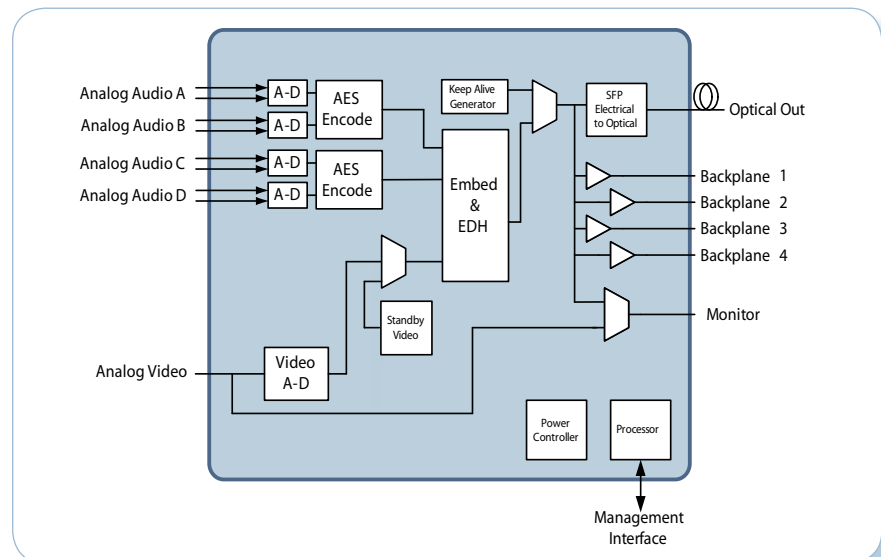 Analog Audio A
Analog Audio B
Analog Audio C
Analog Audio D
A-D
A-D
A-D
A-D
AES
Encode
AES
Encode
Keep Alive
Generator
SFP
Electrical
to Optical
Optical Out
Embed
&
EDH
Backplane 1
Backplane 2
Backplane 3
Backplane 4
Standby
Video
Monitor
Analog Video
Video
A-D
Power
Controller
Processor
Management
Interface